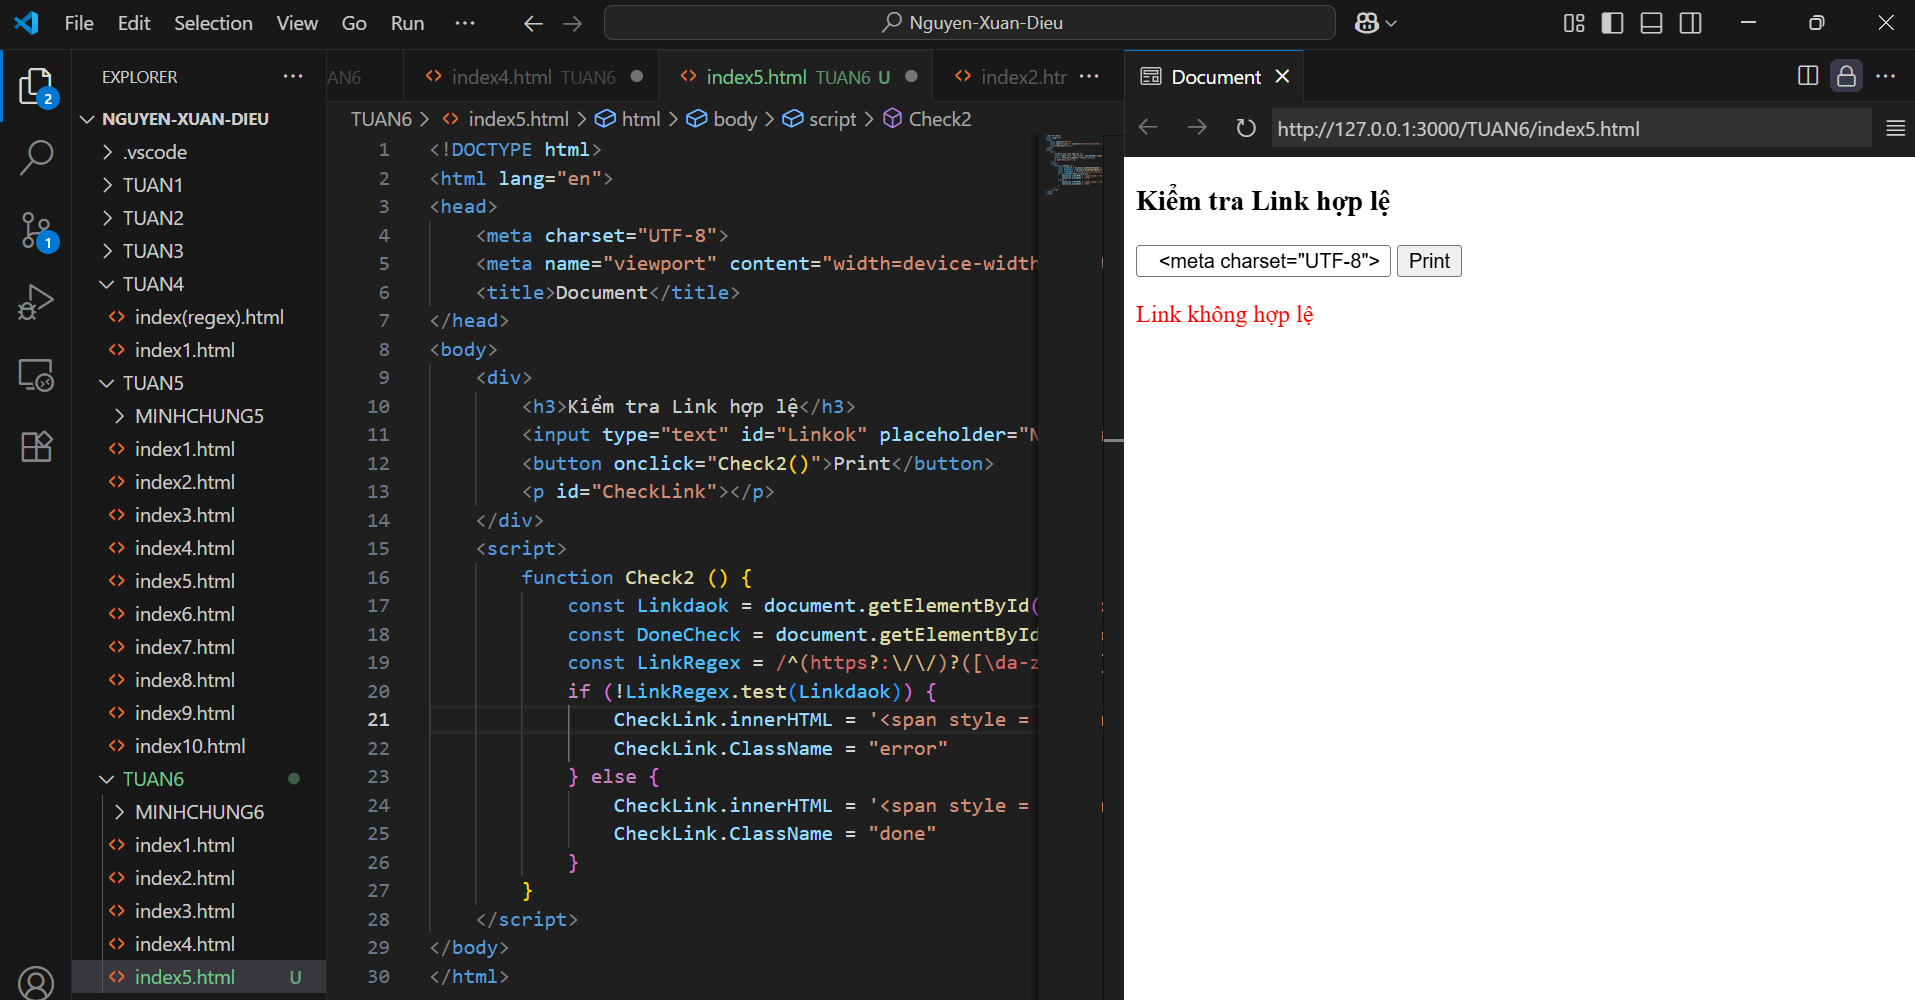 File Edit Selection View Go Run ··· Nguyen-Xuan-Dieu
EXPLORER ···
2
1
NGUYEN-XUAN-DIEU
.vscode
TUAN1
TUAN2
TUAN3
TUAN4
index(regex).html
index1.html
TUAN5
MINHCHUNG5
index1.html
index2.html
index3.html
index4.html
index5.html
index6.html
index7.html
index8.html
index9.html
index10.html
TUAN6
MINHCHUNG6
index1.html
index2.html
index3.html
index4.html
index5.html U
AN6 index4.html TUAN6 index5.html TUAN6 U index2.htr ···
TUAN6 > index5.html > html > body > script > Check2
1 <!DOCTYPE html>
2 <html lang="en">
3 <head>
4 <meta charset="UTF-8">
5 <meta name="viewport" content="width=device-width
6 <title>Document</title>
7 </head>
8 <body>
9 <div>
10 <h3>Kiểm tra Link hợp lệ</h3>
11 <input type="text" id="Linkok" placeholder="N
12 <button onclick="Check2()">Print</button>
13 <p id="CheckLink"></p>
14 </div>
15 <script>
16 function Check2 () {
17 const Linkdaok = document.getElementById(
18 const DoneCheck = document.getElementById
19 const LinkRegex = /^(https?:\/\/)?([\da-z
20 if (!LinkRegex.test(Linkdaok)) {
21 CheckLink.innerHTML = '<span style =
22 CheckLink.ClassName = "error"
23 } else {
24 CheckLink.innerHTML = '<span style =
25 CheckLink.ClassName = "done"
26 }
27 }
28 </script>
29 </body>
30 </html>
Document ···
http://127.0.0.1:3000/TUAN6/index5.html
Kiểm tra Link hợp lệ
<meta charset="UTF-8"> Print
Link không hợp lệ